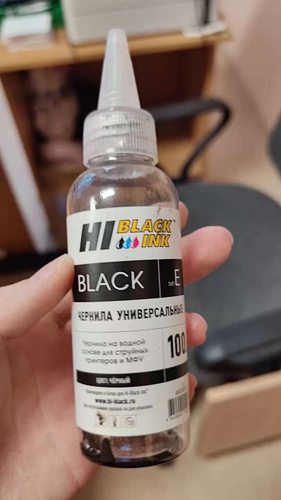 HI BLACK INK
BLACK
E
ЧЕРНИЛА УНИВЕРСАЛЬНЫЕ
Чернила на водной
основе для струйных
принтеров и МФУ
100
ЦВЕТ: ЧЁРНЫЙ
www.hi-black.ru